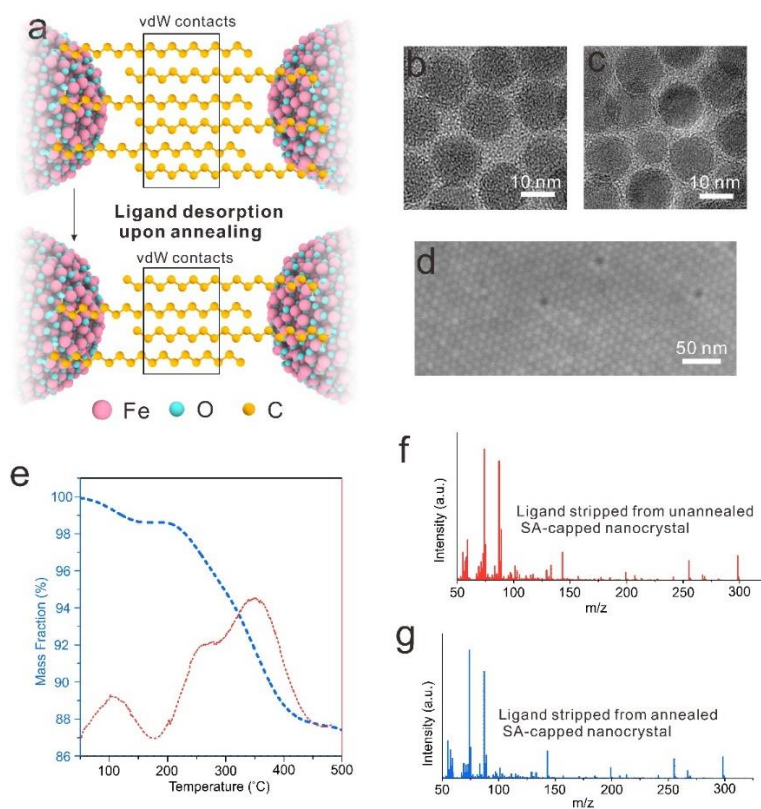 a
vdW contacts
Ligand desorption
upon annealing
vdW contacts
Fe
O
C
b
10 nm
c
10 nm
d
50 nm
e
Mass Fraction (%)
100
98
96
94
92
90
88
86
100
200
300
400
500
Temperature (°C)
f
Intensity (a.u.)
Ligand stripped from unannealed
SA-capped nanocrystal
50
100
150
200
250
300
m/z
g
Intensity (a.u.)
Ligand stripped from annealed
SA-capped nanocrystal
50
100
150
200
250
300
m/z